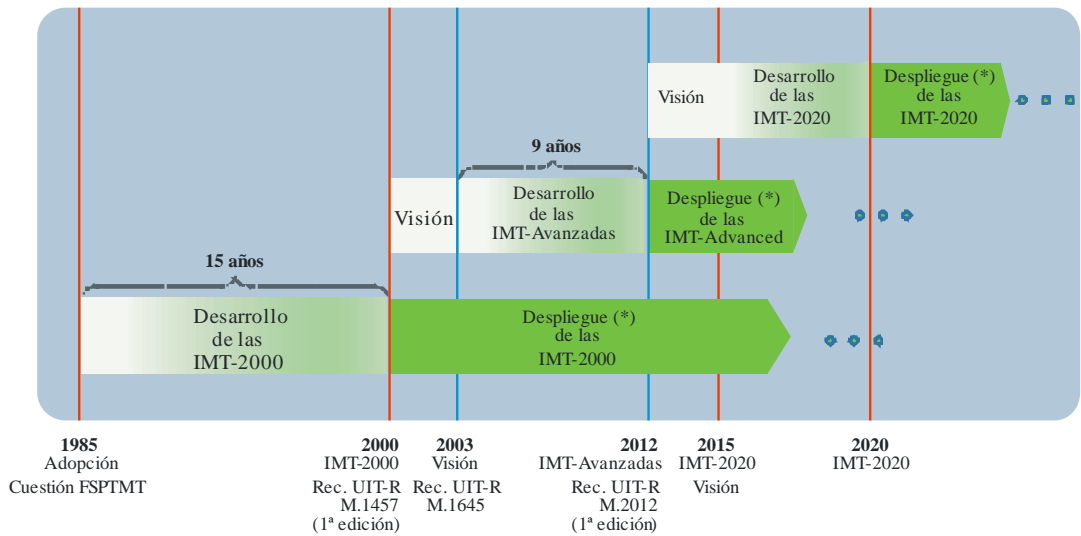 Visión
Desarrollo
de las
IMT-2020
Despliegue (*)
de las
IMT-2020
9 años
Visión
Desarrollo
de las
IMT-Avanzadas
Despliegue (*)
de las
IMT-Advanced
15 años
Desarrollo
de las
IMT-2000
Despliegue (*)
de las
IMT-2000
1985
Adopción
Cuestión FSPTMT
2000
IMT-2000
Rec. UIT-R
M.1457
(1ª edición)
2003
Visión
Rec. UIT-R
M.1645
2012
IMT-Avanzadas
Rec. UIT-R
M.2012
(1ª edición)
2015
IMT-2020
Visión
2020
IMT-2020